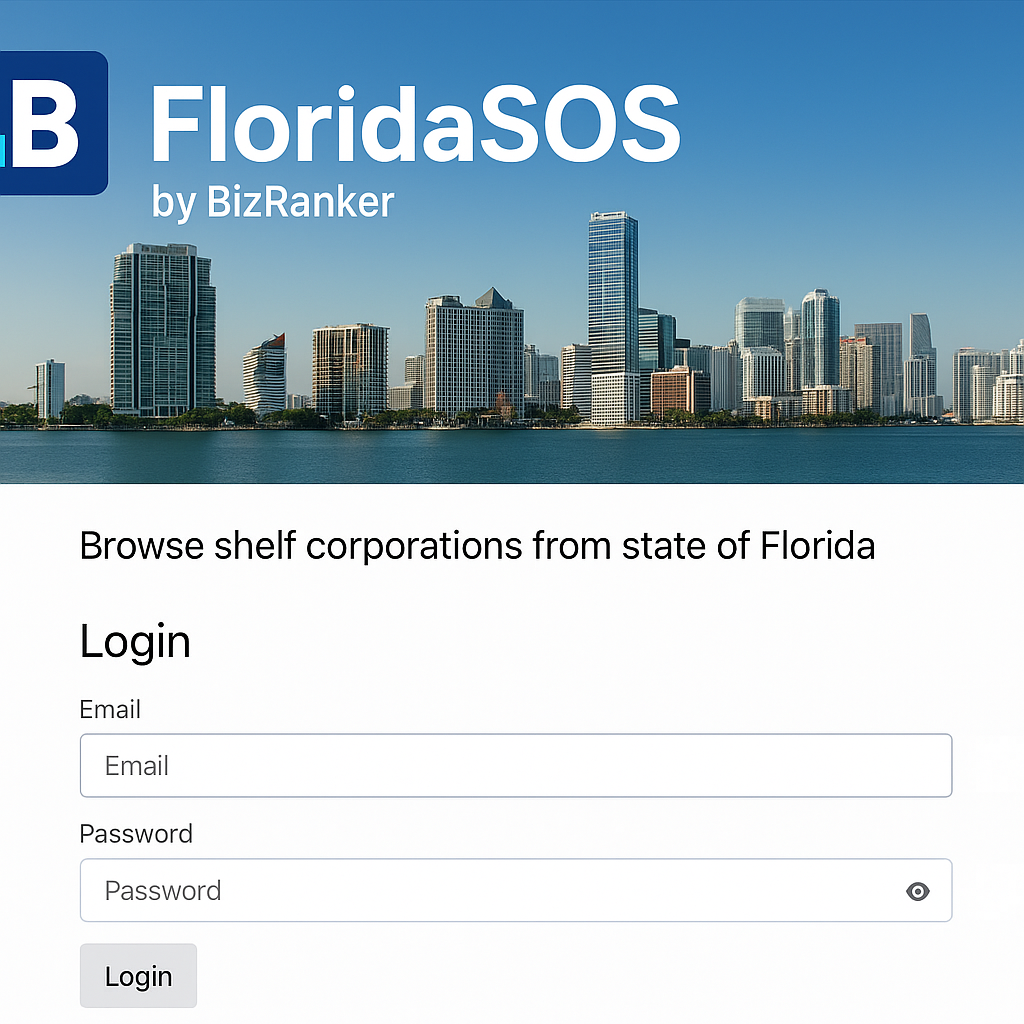 B
FloridaSOS
by BizRanker
Browse shelf corporations from state of Florida
Login
Email
Email
Password
Password
Login